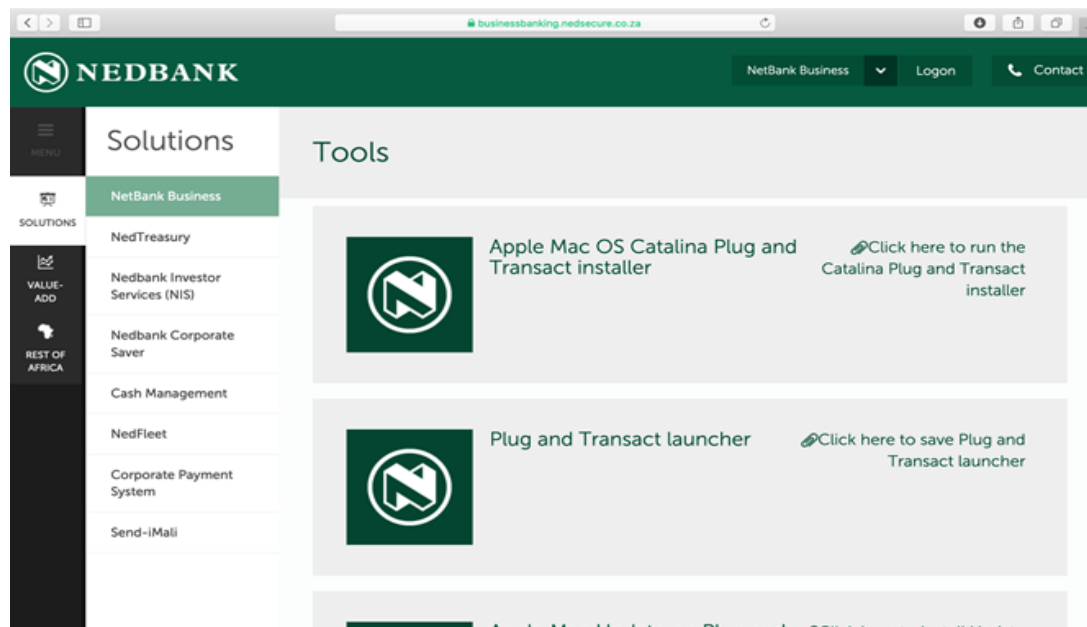 businessbanking.nedsecure.co.za
NEDBANK
NetBank Business
Logon
Contact
MENU
SOLUTIONS
VALUE-
ADD
REST OF
AFRICA
Solutions
NetBank Business
NedTreasury
Nedbank Investor
Services (NIS)
Nedbank Corporate
Saver
Cash Management
NedFleet
Corporate Payment
System
Send-iMali
Tools
Apple Mac OS Catalina Plug and
Transact installer
Click here to run the
Catalina Plug and Transact
installer
Plug and Transact launcher
Click here to save Plug and
Transact launcher